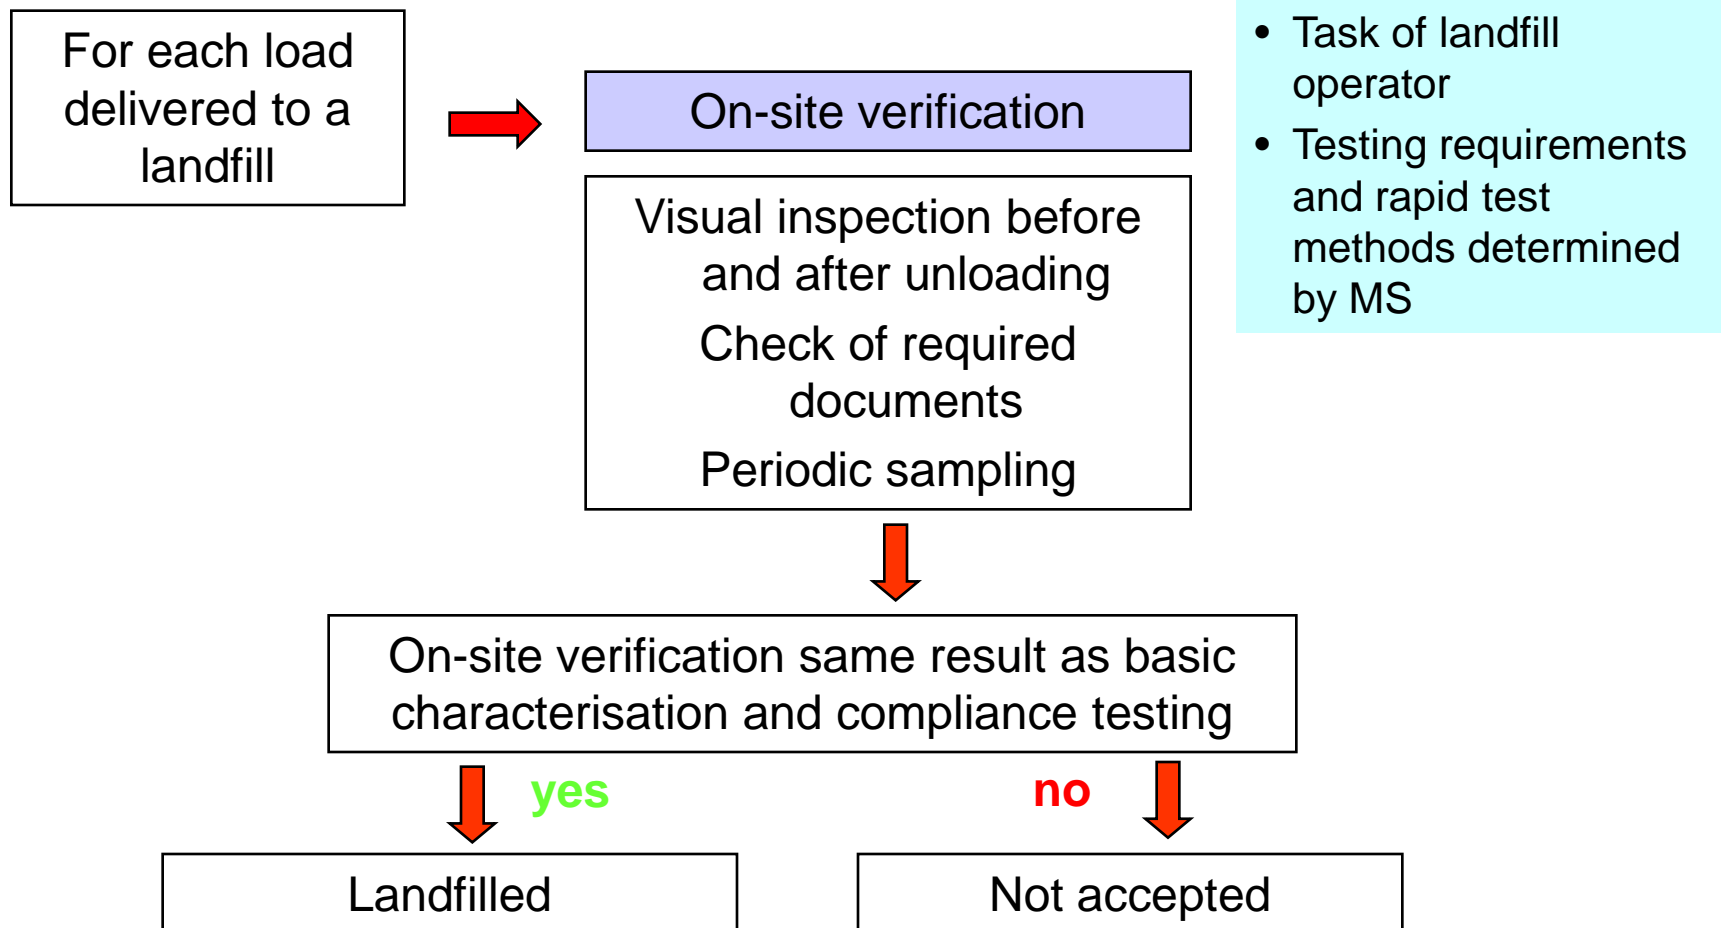 For each load
delivered to a
landfill
On-site verification
Visual inspection before
and after unloading
Check of required
documents
Periodic sampling
• Task of landfill
operator
• Testing requirements
and rapid test
methods determined
by MS
On-site verification same result as basic
characterisation and compliance testing
yes
no
Landfilled
Not accepted